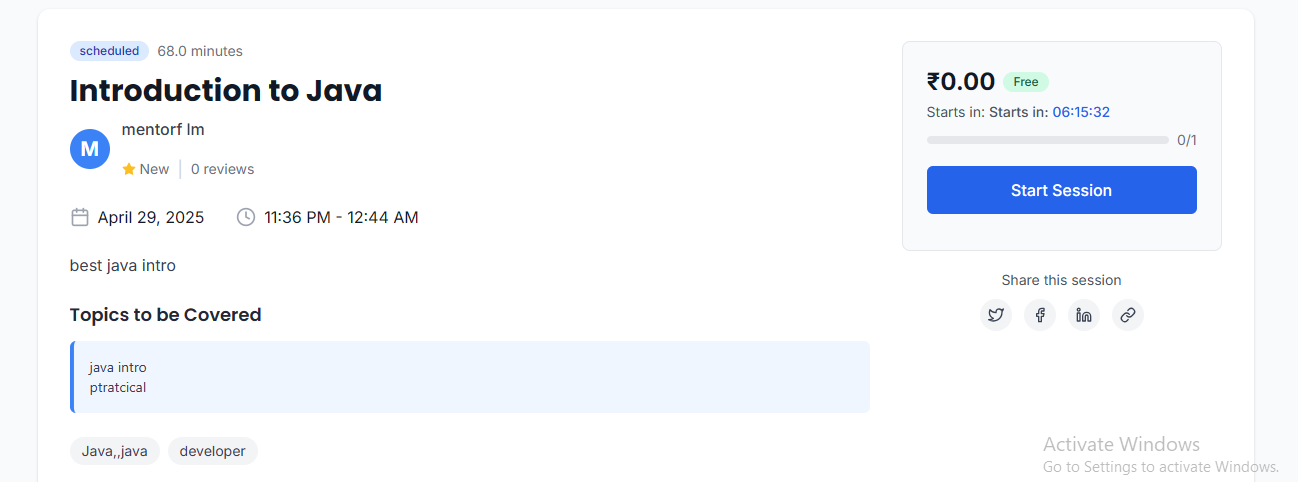 scheduled 68.0 minutes
Introduction to Java
M
mentorf lm
New 0 reviews
April 29, 2025 11:36 PM - 12:44 AM
best java intro
Topics to be Covered
java intro
ptratcical
Java,,java developer
₹0.00 Free
Starts in: Starts in: 06:15:32
0/1
Start Session
Share this session
Activate Windows
Go to Settings to activate Windows.